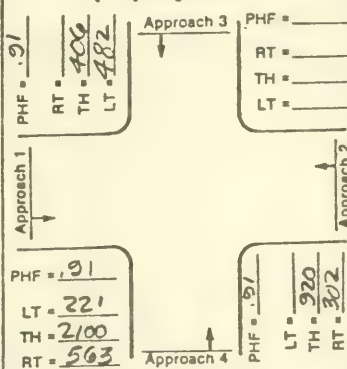 PHF = .91
RT =
TH = 406
LT = 482
Approach 3
PHF =
RT =
TH =
LT =
Approach 1
Approach 2
PHF = .91
LT = 221
TH = 2100
RT = 563
Approach 4
PHF = .91
LT =
TH = 920
RT = 302